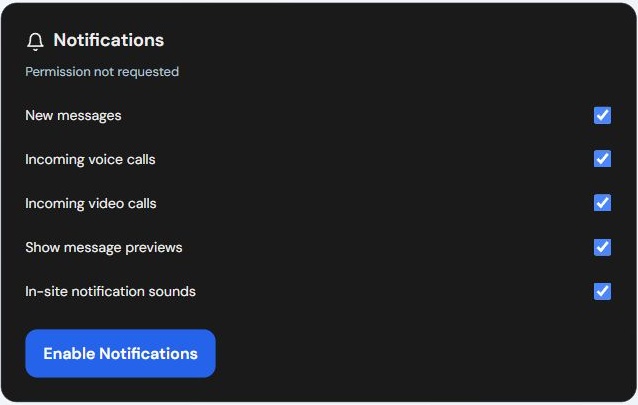 Notifications
Permission not requested
New messages
Incoming voice calls
Incoming video calls
Show message previews
In-site notification sounds
Enable Notifications